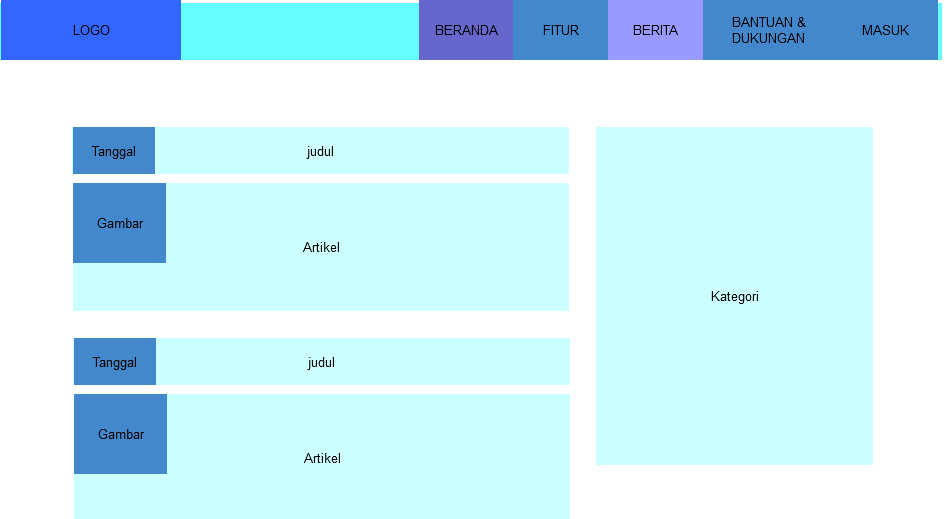 LOGO
BERANDA
FITUR
BERITA
BANTUAN &
DUKUNGAN
MASUK
Tanggal
judul
Gambar
Artikel
Kategori
Tanggal
judul
Gambar
Artikel